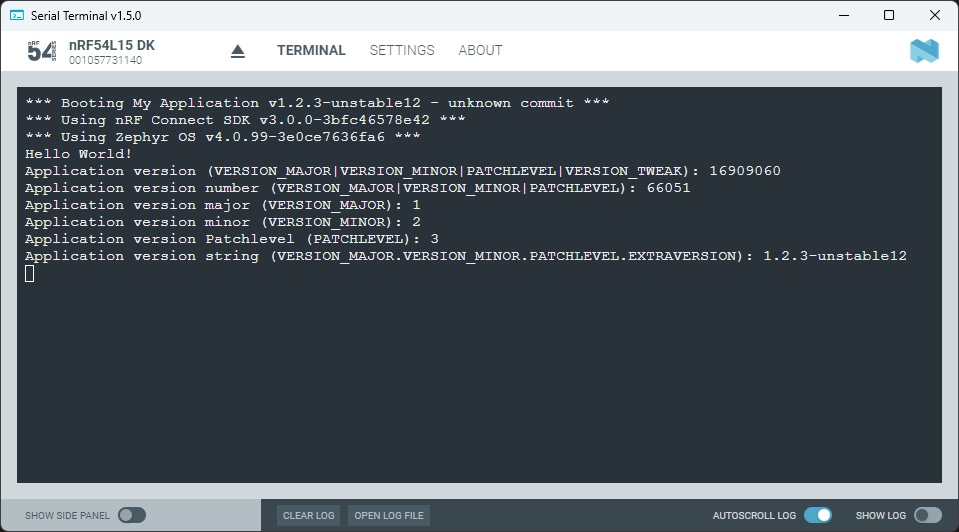 Serial Terminal v1.5.0
nRF 54 SERIES
nRF54L15 DK
001057731140
TERMINAL SETTINGS ABOUT
*** Booting My Application v1.2.3-unstable12 - unknown commit ***
*** Using nRF Connect SDK v3.0.0-3bfc46578e42 ***
*** Using Zephyr OS v4.0.99-3e0ce7636fa6 ***
Hello World!
Application version (VERSION_MAJOR|VERSION_MINOR|PATCHLEVEL|VERSION_TWEAK): 16909060
Application version number (VERSION_MAJOR|VERSION_MINOR|PATCHLEVEL): 66051
Application version major (VERSION_MAJOR): 1
Application version minor (VERSION_MINOR): 2
Application version Patchlevel (PATCHLEVEL): 3
Application version string (VERSION_MAJOR.VERSION_MINOR.PATCHLEVEL.EXTRAVERSION): 1.2.3-unstable12
SHOW SIDE PANEL CLEAR LOG OPEN LOG FILE AUTOSCROLL LOG SHOW LOG